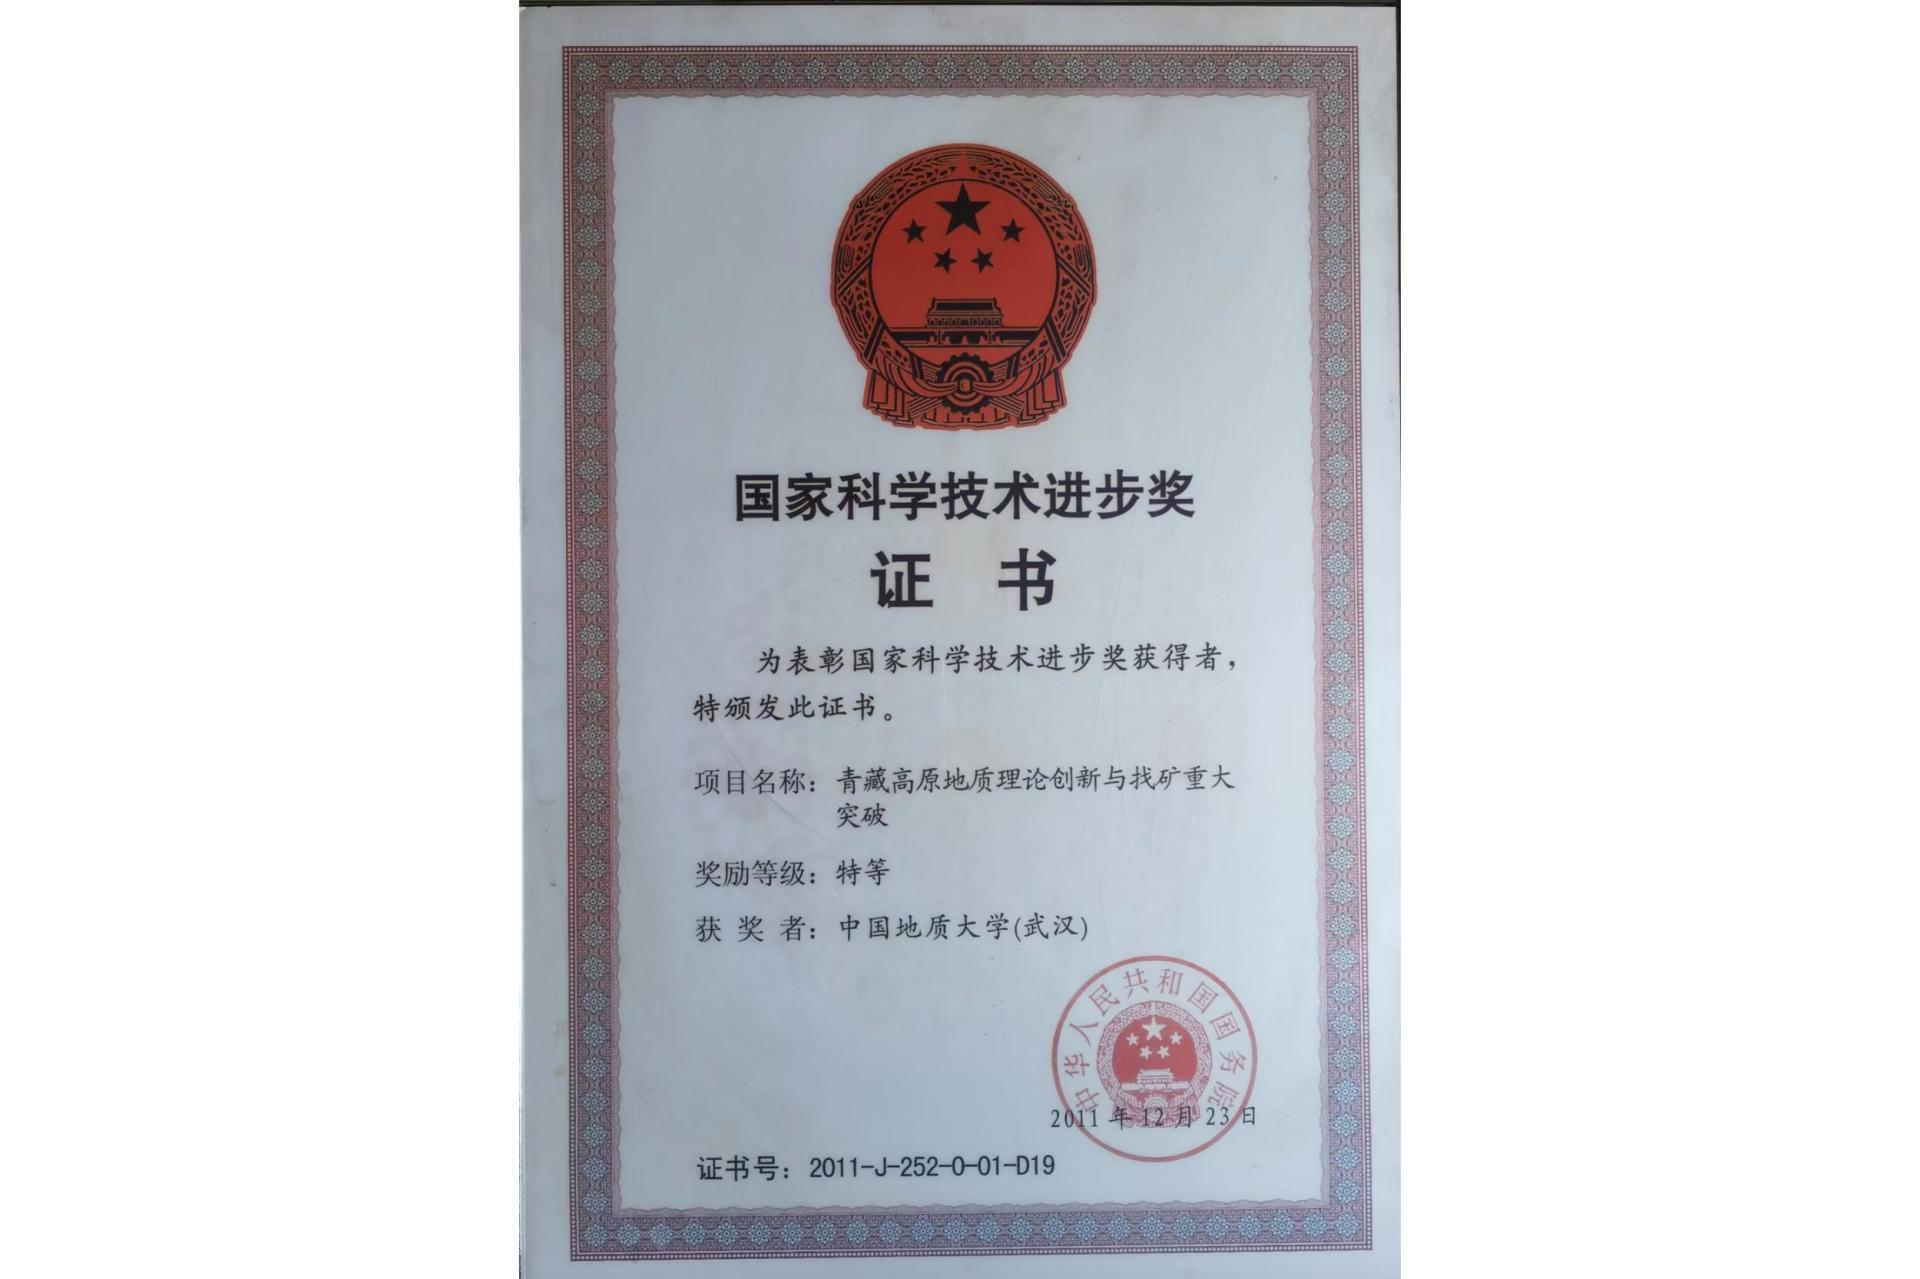 国家科学技术进步奖
证 书
为表彰国家科学技术进步奖获得者，
特颁发此证书。
项目名称：青藏高原地质理论创新与找矿重大
突破
奖励等级：特等
获 奖 者：中国地质大学(武汉)
中华人民共和国国务院
2011 年 12 月 23 日
证书号：2011-J-252-0-01-D19